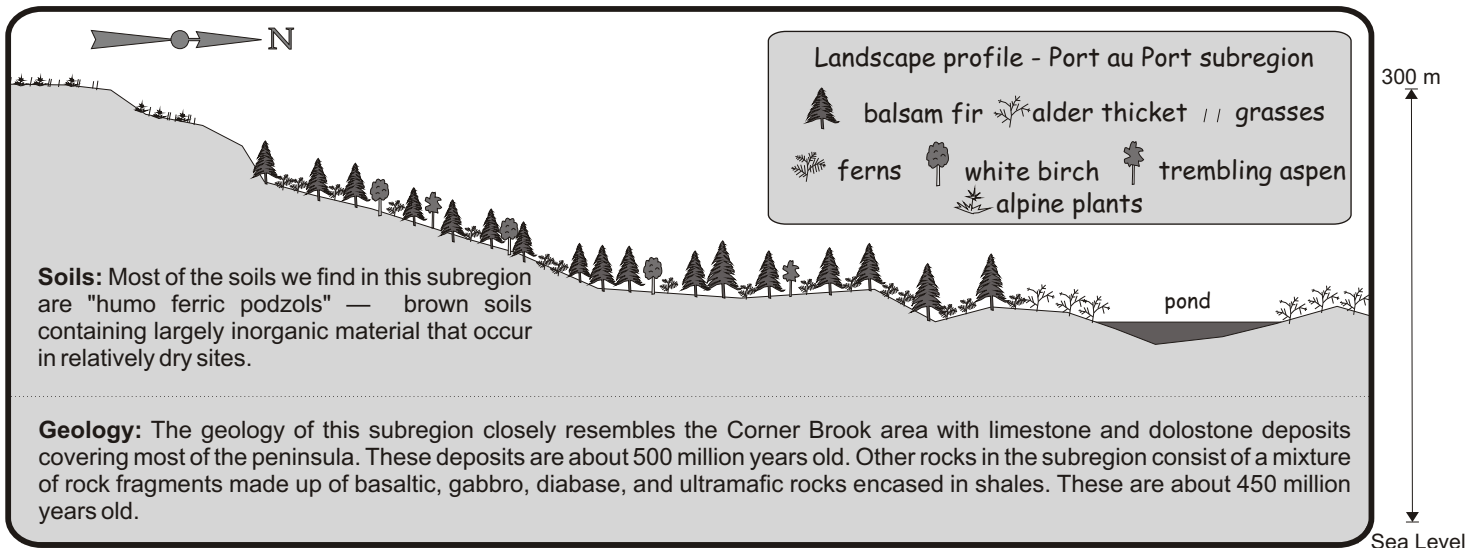 N
Landscape profile - Port au Port subregion
balsam fir alder thicket grasses
ferns white birch trembling aspen
alpine plants
300 m
Soils: Most of the soils we find in this subregion
are "humo ferric podzols" — brown soils
containing largely inorganic material that occur
in relatively dry sites.
pond
Geology: The geology of this subregion closely resembles the Corner Brook area with limestone and dolostone deposits
covering most of the peninsula. These deposits are about 500 million years old. Other rocks in the subregion consist of a mixture
of rock fragments made up of basaltic, gabbro, diabase, and ultramafic rocks encased in shales. These are about 450 million
years old.
Sea Level